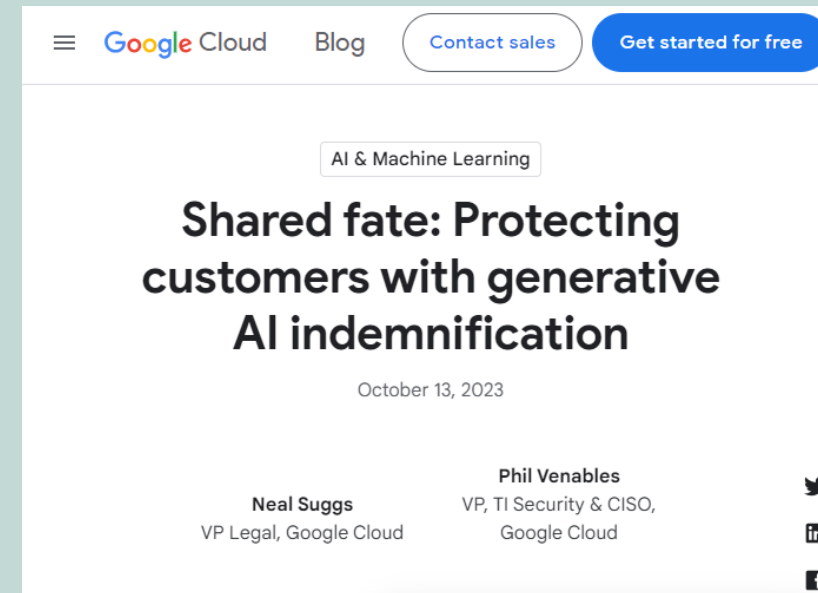 Google Cloud Blog Contact sales Get started for free
AI & Machine Learning
Shared fate: Protecting
customers with generative
AI indemnification
October 13, 2023
Neal Suggs
VP Legal, Google Cloud
Phil Venables
VP, TI Security & CISO,
Google Cloud